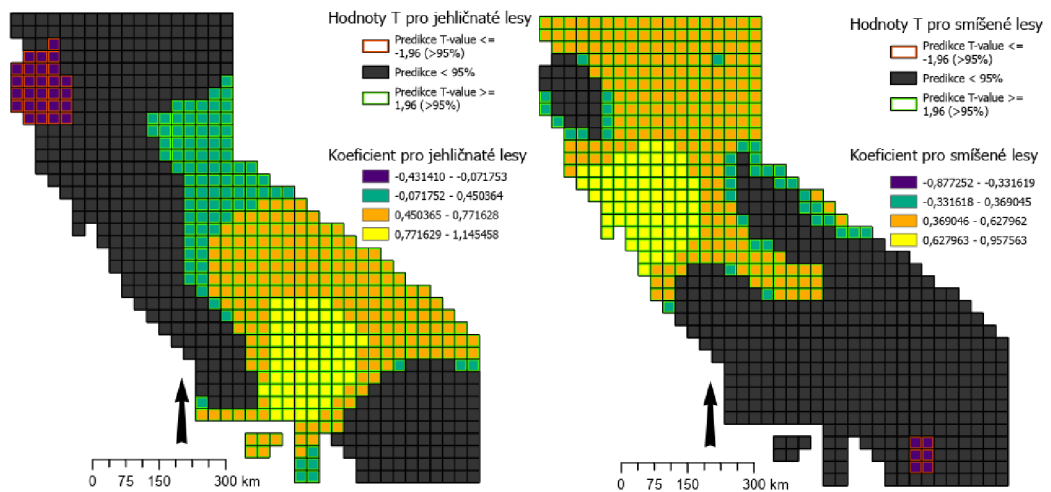 Hodnoty T pro jehličnaté lesy
Predikce T-value <=
-1,96 (>95%)
Predikce < 95%
Predikce T-value >=
1,96 (>95%)
Koeficient pro jehličnaté lesy
-0,431410 - -0,071753
-0,071752 - 0,450364
0,450365 - 0,771628
0,771629 - 1,145458
0 75 150 300 km
Hodnoty T pro smíšené lesy
Predikce T-value <=
-1,96 (>95%)
Predikce < 95%
Predikce T-value >=
1,96 (>95%)
Koeficient pro smíšené lesy
-0,877252 - -0,331619
-0,331618 - 0,369045
0,369046 - 0,627962
0,627963 - 0,957563
0 75 150 300 km